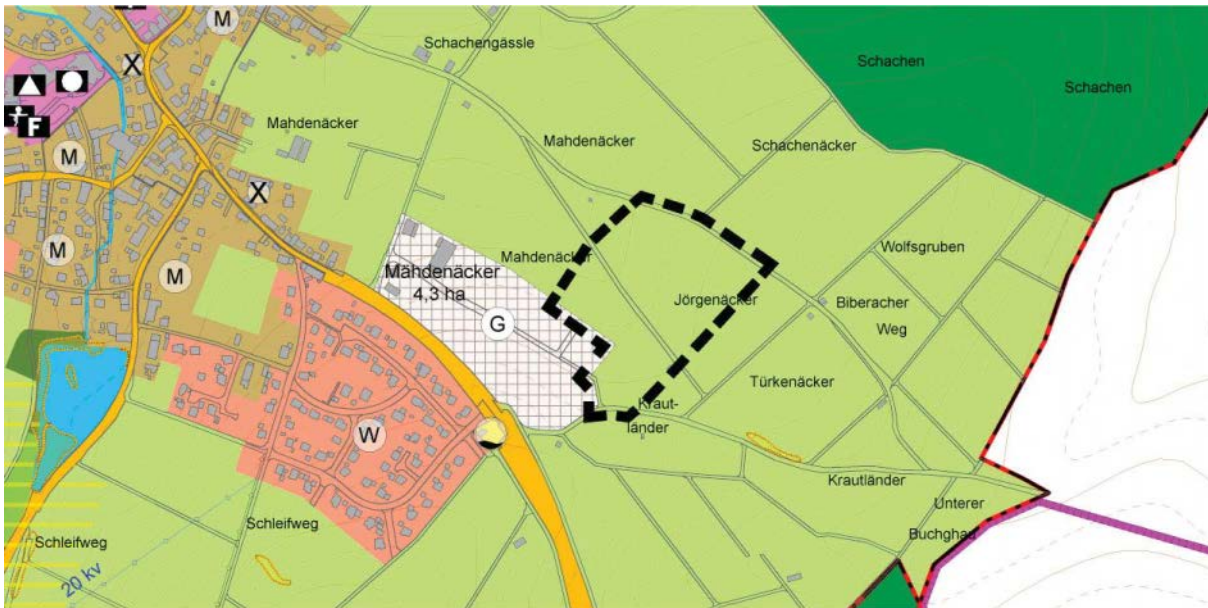 M
Schachengässle
Schachen
Schachen
X
F
Mahdenäcker
Mahdenäcker
Schachenäcker
M
X
M
M
Mahdenäcker
Wolfsgruben
Mahdenäcker
4,3 ha
Jörgenäcker
Biberacher
Weg
G
Türkenäcker
Kraut-
länder
W
Krautländer
Unterer
Buchghau
Schleifweg
Schleifweg
20 kv